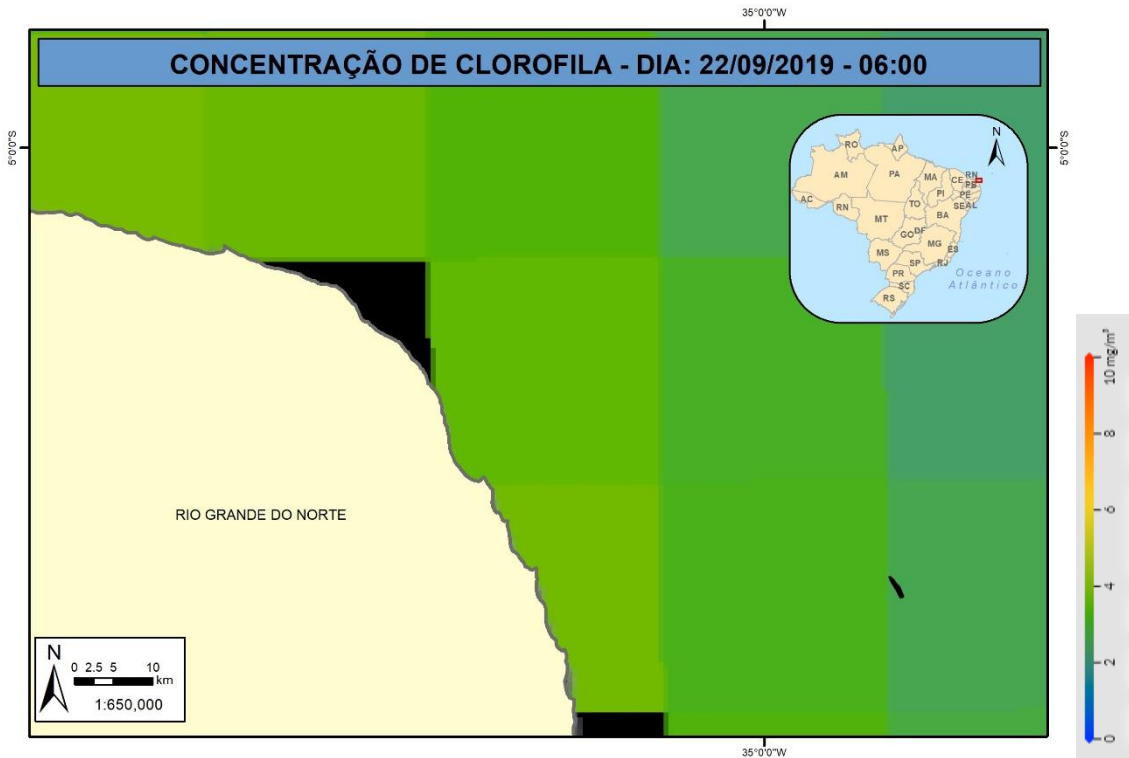 35°0'0"W
CONCENTRAÇÃO DE CLOROFILA - DIA: 22/09/2019 - 06:00
5°0'0"S
5°0'0"S
N
RO
AP
AM
PA
MA
CE
RN
PB
PI
PE
AC
RN
TO
SE
AL
MT
BA
DF
GO
MG
MS
ES
SP
RJ
PR
Oceano
Atlântico
SC
RS
10 mg/m³
8
6
4
2
0
RIO GRANDE DO NORTE
N
0 2.5 5 10
km
1:650,000
35°0'0"W